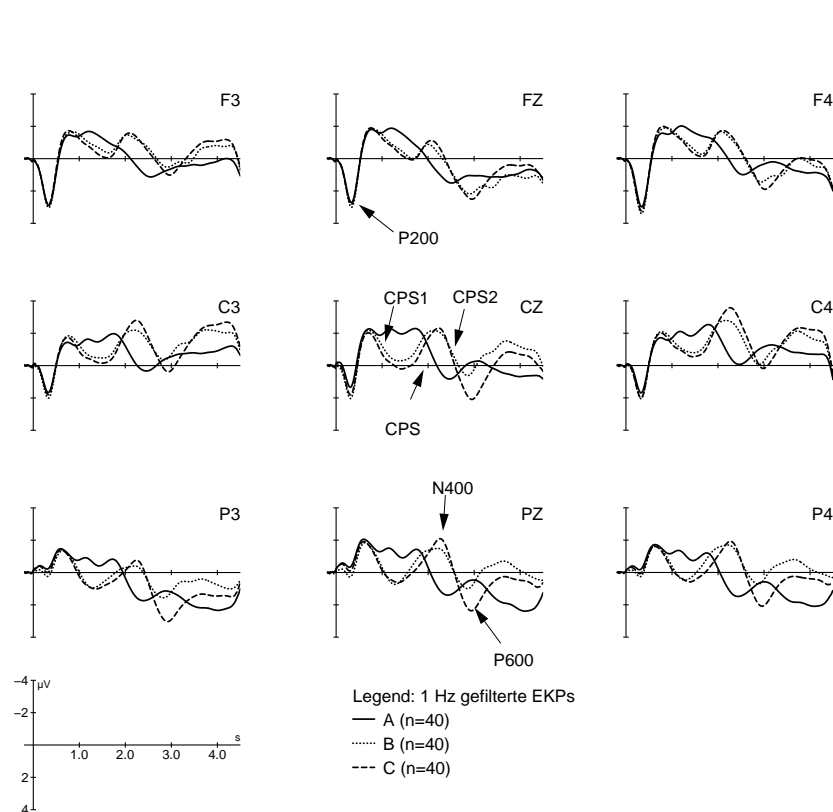 F3
FZ
F4
P200
C3
CPS1
CPS2
CZ
C4
CPS
N400
P3
PZ
P4
P600
−4
µV
−2
s
1.0 2.0 3.0 4.0
2
4
Legend: 1 Hz gefilterte EKPs
A (n=40)
B (n=40)
C (n=40)